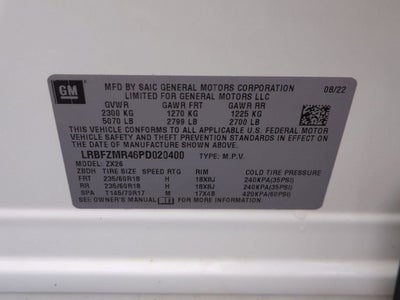 GM
MFD BY SAIC GENERAL MOTORS CORPORATION
LIMITED FOR GENERAL MOTORS LLC
08/22
GVWR GAWR FRT GAWR RR
2300 KG 1270 KG 1225 KG
5070 LB 2799 LB 2700 LB
THIS VEHICLE CONFORMS TO ALL APPLICABLE U.S. FEDERAL MOTOR
VEHICLE SAFETY AND THEFT PREVENTION STANDARDS IN EFFECT ON
THE DATE OF MANUFACTURE SHOWN ABOVE.
LRBFZMR46PD020400 TYPE: M.P.V.
MODEL: ZX26
ZBDH TIRE SIZE SPEED RTG RIM COLD TIRE PRESSURE
FRT 235/60R18 H 18X8J 240KPA(35PSI)
RR 235/60R18 H 18X8J 240KPA(35PSI)
SPA T145/75R17 M 17X4B 420KPA(60PSI)
SEE OWNER'S MANUAL FOR MORE INFORMATION.